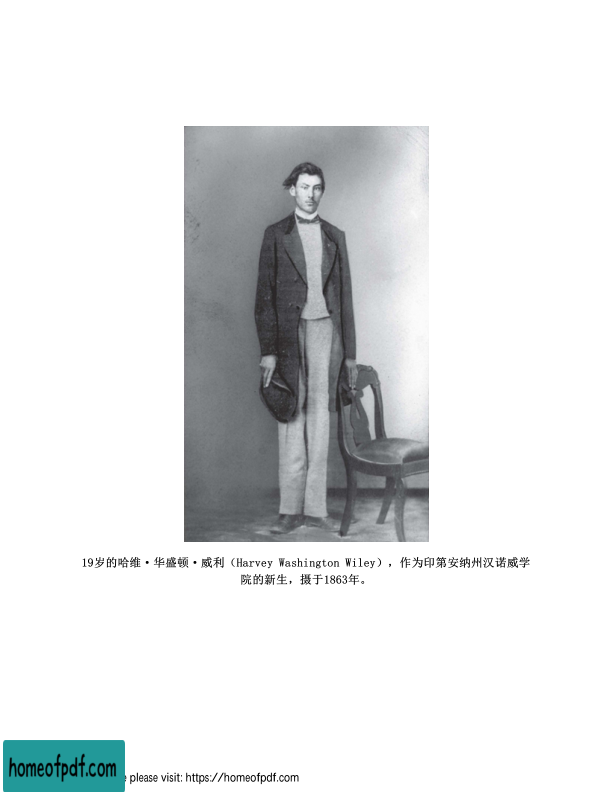 19岁的哈维·华盛顿·威利（Harvey Washington Wiley），作为印第安纳州汉诺威学
院的新生，摄于1863年。
homeofpdf.com
please visit: https://homeofpdf.com